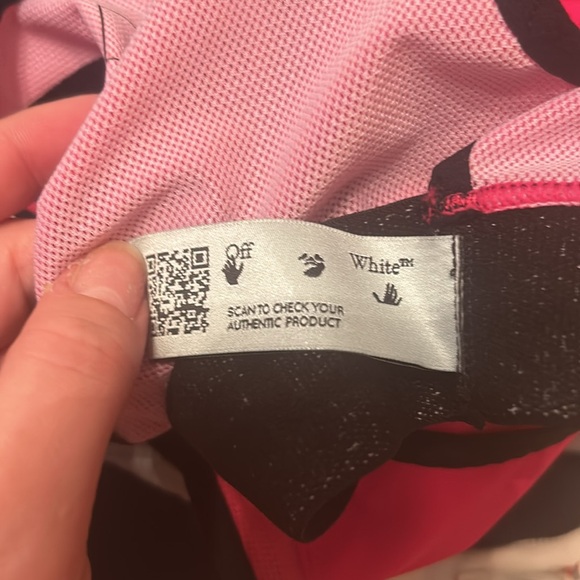 Off White™
SCAN TO CHECK YOUR
AUTHENTIC PRODUCT